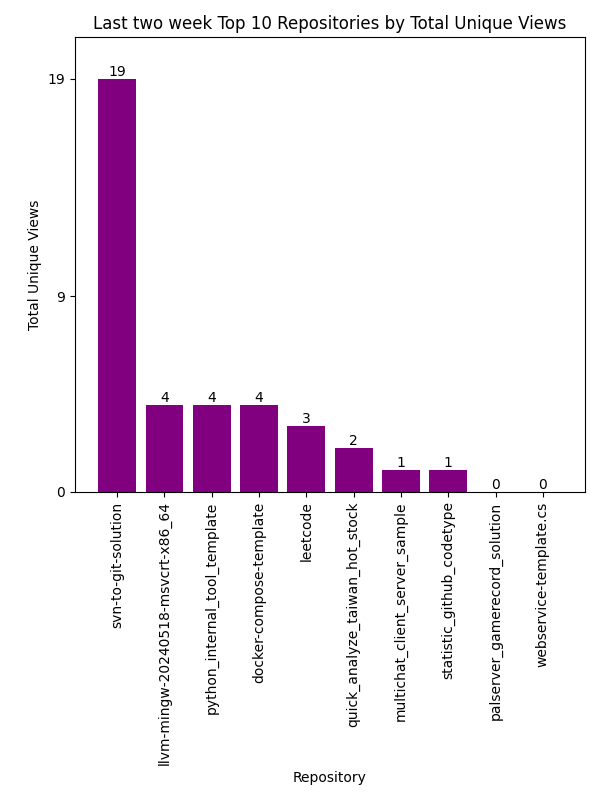 Last two week Top 10 Repositories by Total Unique Views
Total Unique Views
19
9
0
19
4
4
4
3
2
1
1
0
0
svn-to-git-solution
llvm-mingw-20240518-msvcrt-x86_64
python_internal_tool_template
docker-compose-template
leetcode
quick_analyze_taiwan_hot_stock
multichat_client_server_sample
statistic_github_codetype
palserver_gamerecord_solution
webservice-template.cs
Repository